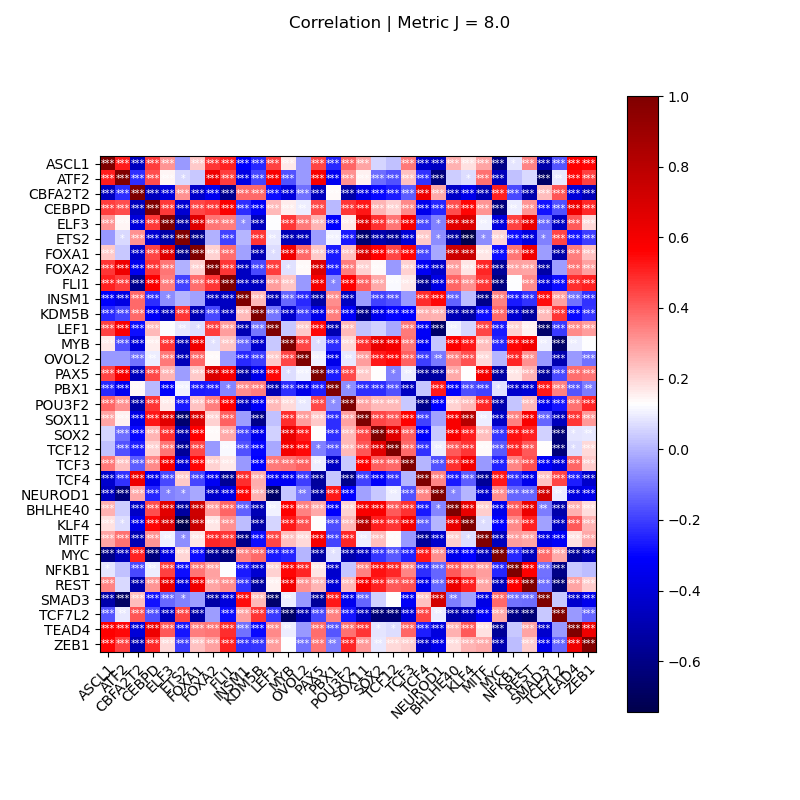 Correlation | Metric J = 8.0
ASCL1
ATF2
CBFA2T2
CEBPD
ELF3
ETS2
FOXA1
FOXA2
FLI1
INSM1
KDM5B
LEF1
MYB
OVOL2
PAX5
PBX1
POU3F2
SOX11
SOX2
TCF12
TCF3
TCF4
NEUROD1
BHLHE40
KLF4
MITF
MYC
NFKB1
REST
SMAD3
TCF7L2
TEAD4
ZEB1
ASCL1
ATF2
CBFA2T2
CEBPD
ELF3
ETS2
FOXA1
FOXA2
FLI1
INSM1
KDM5B
LEF1
MYB
OVOL2
PAX5
PBX1
POU3F2
SOX11
SOX2
TCF12
TCF3
TCF4
NEUROD1
BHLHE40
KLF4
MITF
MYC
NFKB1
REST
SMAD3
TCF7L2
TEAD4
ZEB1
1.0
0.8
0.6
0.4
0.2
0.0
−0.2
−0.4
−0.6